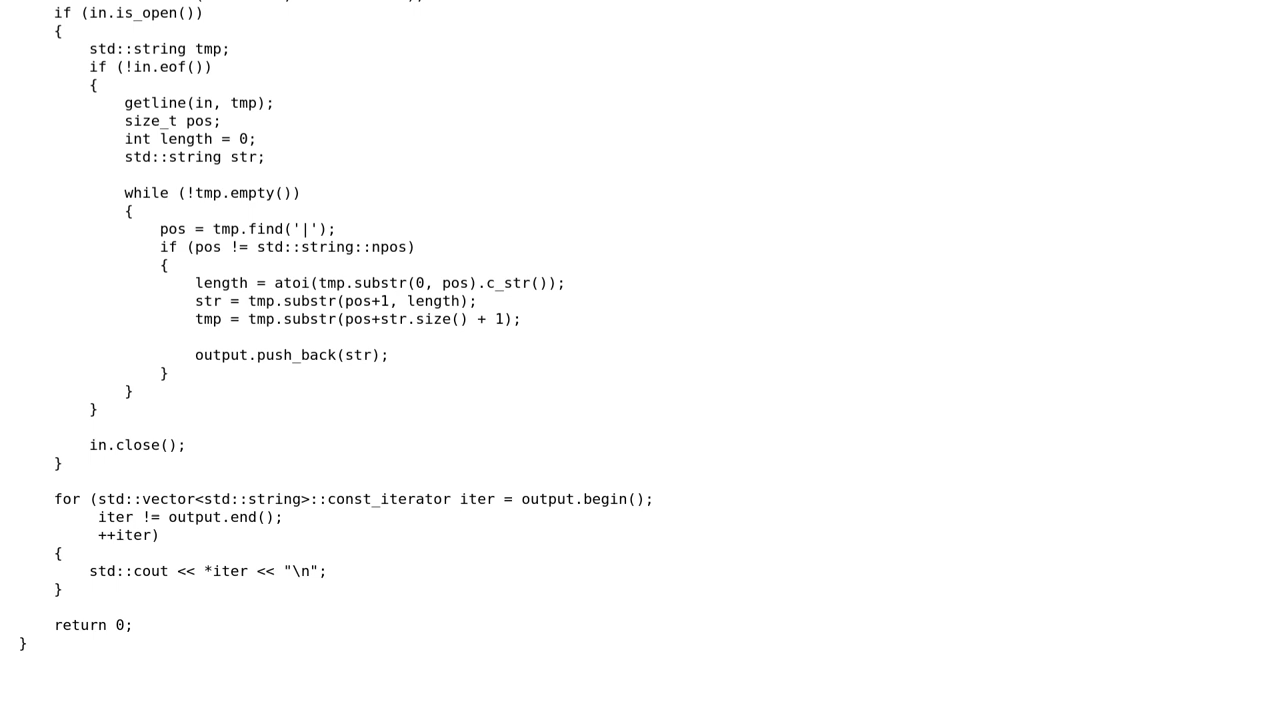 if (in.is_open())
{
std::string tmp;
if (!in.eof())
{
getline(in, tmp);
size_t pos;
int length = 0;
std::string str;
while (!tmp.empty())
{
pos = tmp.find('|');
if (pos != std::string::npos)
{
length = atoi(tmp.substr(0, pos).c_str());
str = tmp.substr(pos+1, length);
tmp = tmp.substr(pos+str.size() + 1);
output.push_back(str);
}
}
}
in.close();
}
for (std::vector<std::string>::const_iterator iter = output.begin();
iter != output.end();
++iter)
{
std::cout << *iter << "\n";
}
return 0;
}